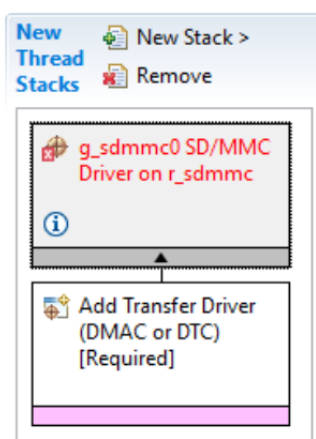 New Thread Stacks
New Stack >
Remove
g_sdmmc0 SD/MMC
Driver on r_sdmmc
Add Transfer Driver
(DMAC or DTC)
[Required]